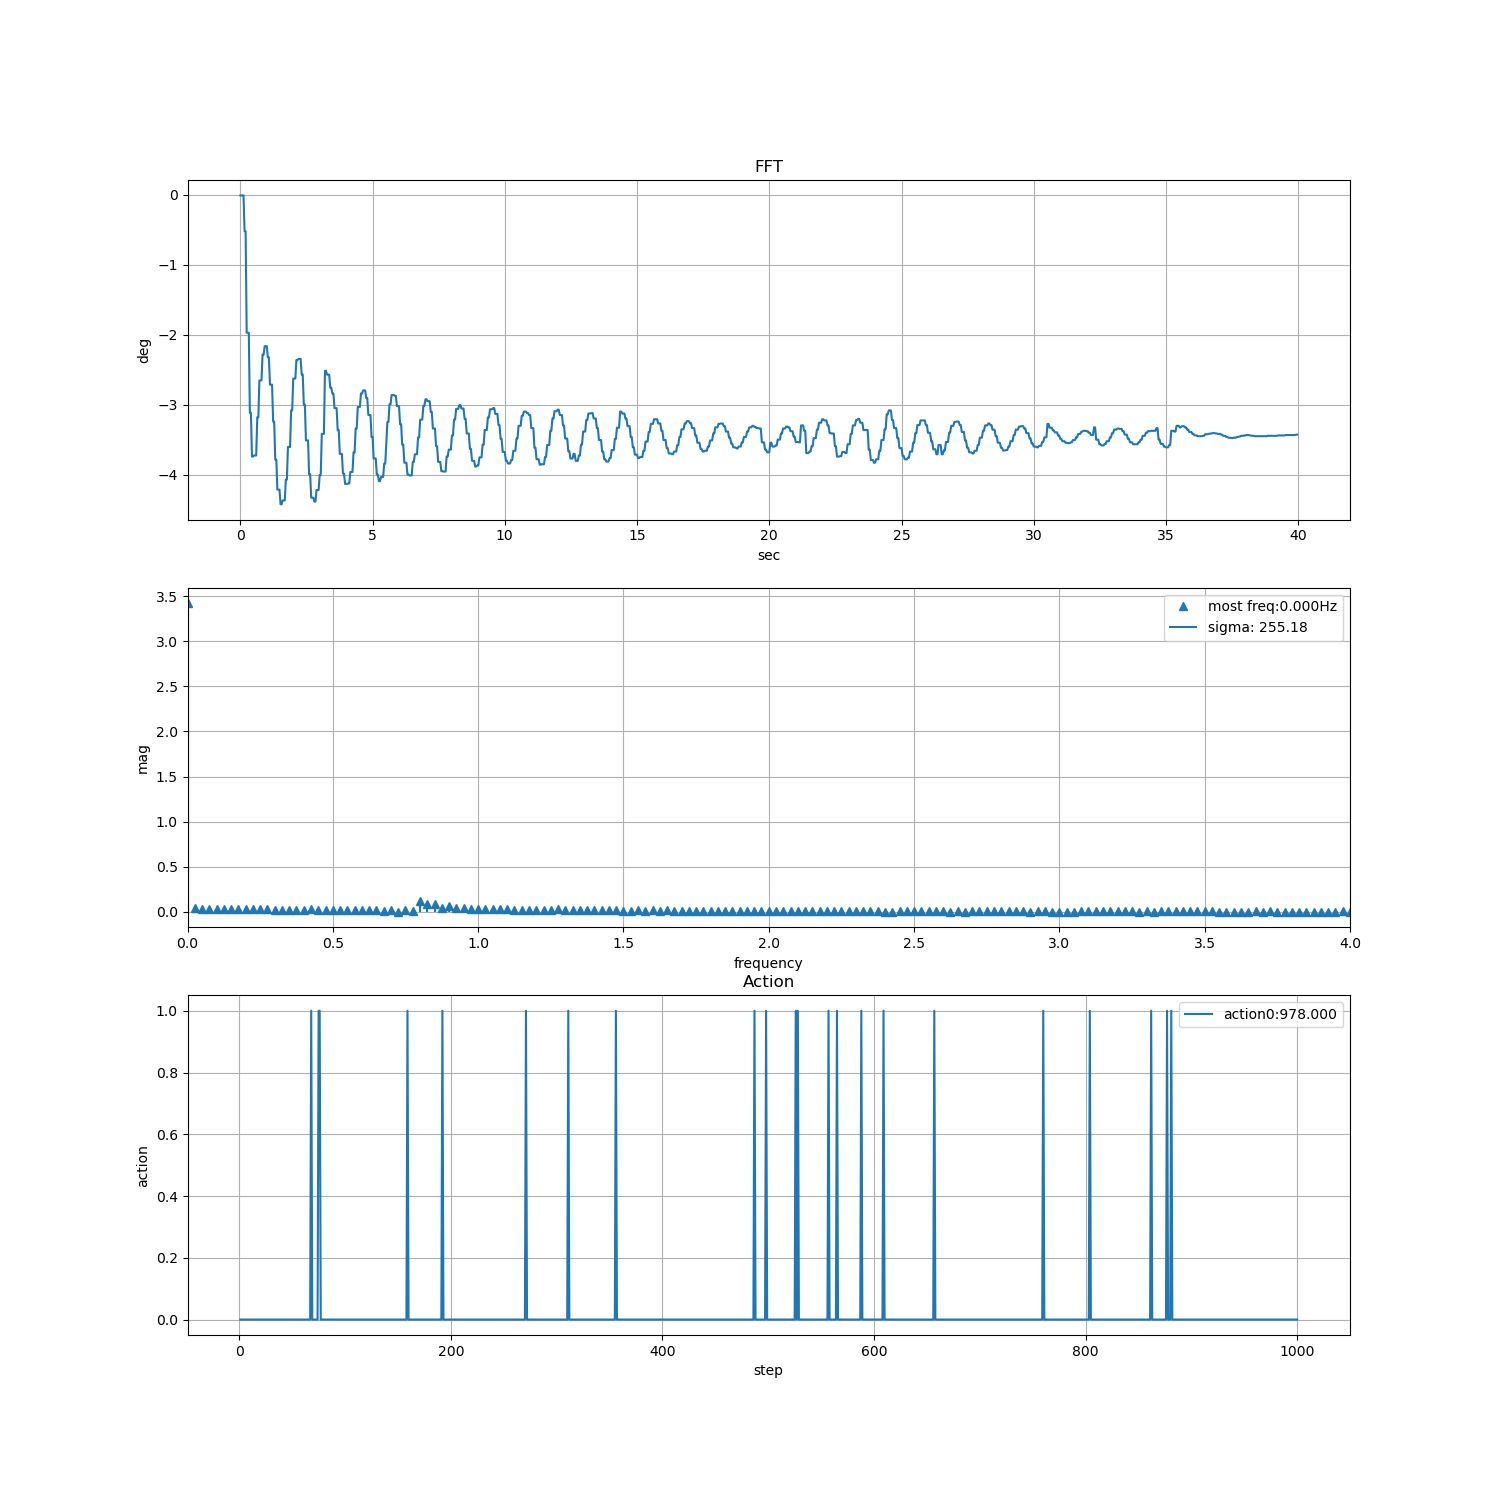 FFT
0
−1
−2
−3
−4
deg
0 5 10 15 20 25 30 35 40
sec
3.5
3.0
2.5
2.0
1.5
1.0
0.5
0.0
mag
most freq:0.000Hz
sigma: 255.18
0.0 0.5 1.0 1.5 2.0 2.5 3.0 3.5 4.0
frequency
Action
1.0
0.8
0.6
0.4
0.2
0.0
action
action0:978.000
0 200 400 600 800 1000
step